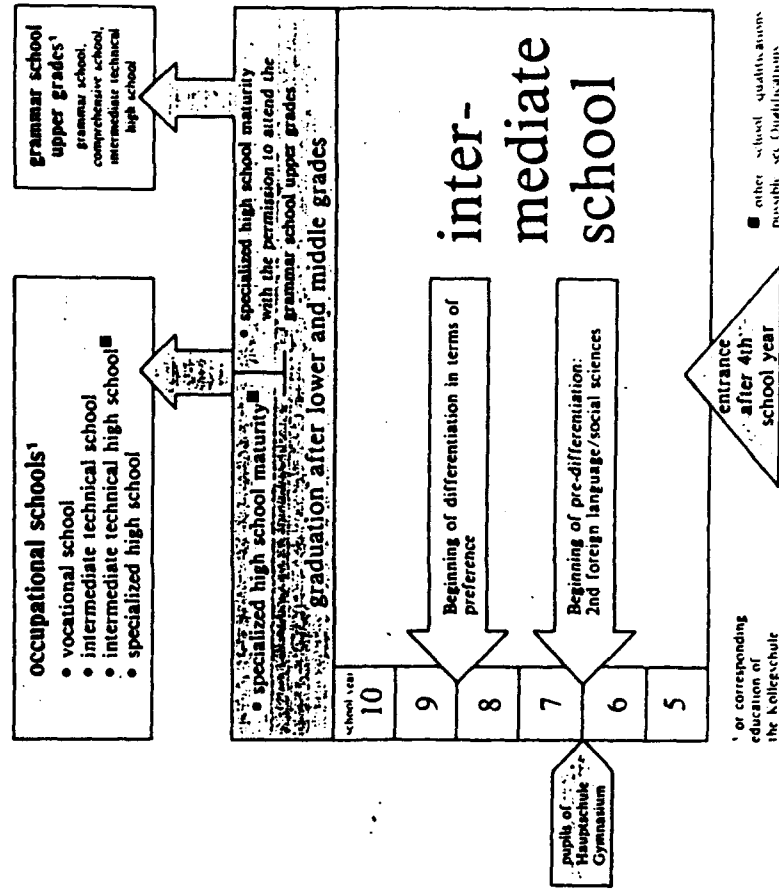 occupational schools¹
• vocational school
• intermediate technical school
• intermediate technical high school■
• specialized high school
grammar school
upper grades¹
grammar school,
comprehensive school,
intermediate technical
high school
• specialized high school maturity■
• specialized high school maturity
with the permission to attend the
grammar school upper grades
graduation after lower and middle grades
school year
10
9
8
7
6
5
Beginning of differentiation in terms of
preference
Beginning of pre-differentiation:
2nd foreign language/social sciences
inter-
mediate
school
pupils of
Hauptschule
Gymnasium
entrance
after 4th
school year
¹ or corresponding
education of
the Kollegschule
■ other school qualifications
possible